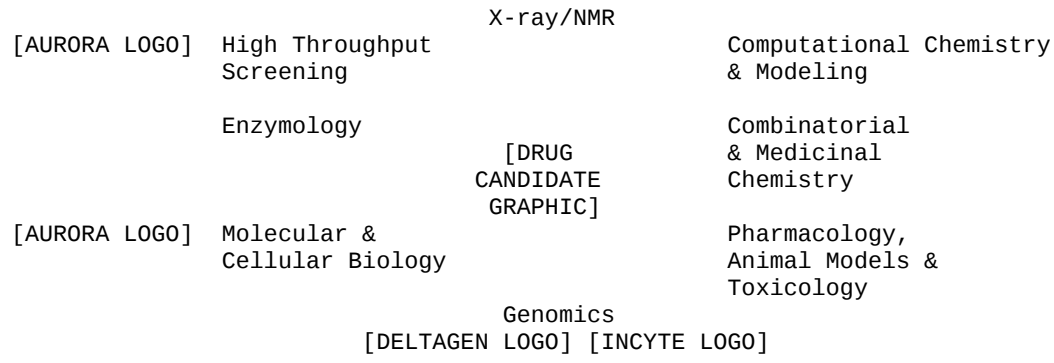 X-ray/NMR
[AURORA LOGO] High Throughput Computational Chemistry
Screening & Modeling
Enzymology Combinatorial
[DRUG & Medicinal
CANDIDATE Chemistry
GRAPHIC]
[AURORA LOGO] Molecular & Pharmacology,
Cellular Biology Animal Models &
Toxicology
Genomics
[DELTAGEN LOGO] [INCYTE LOGO]